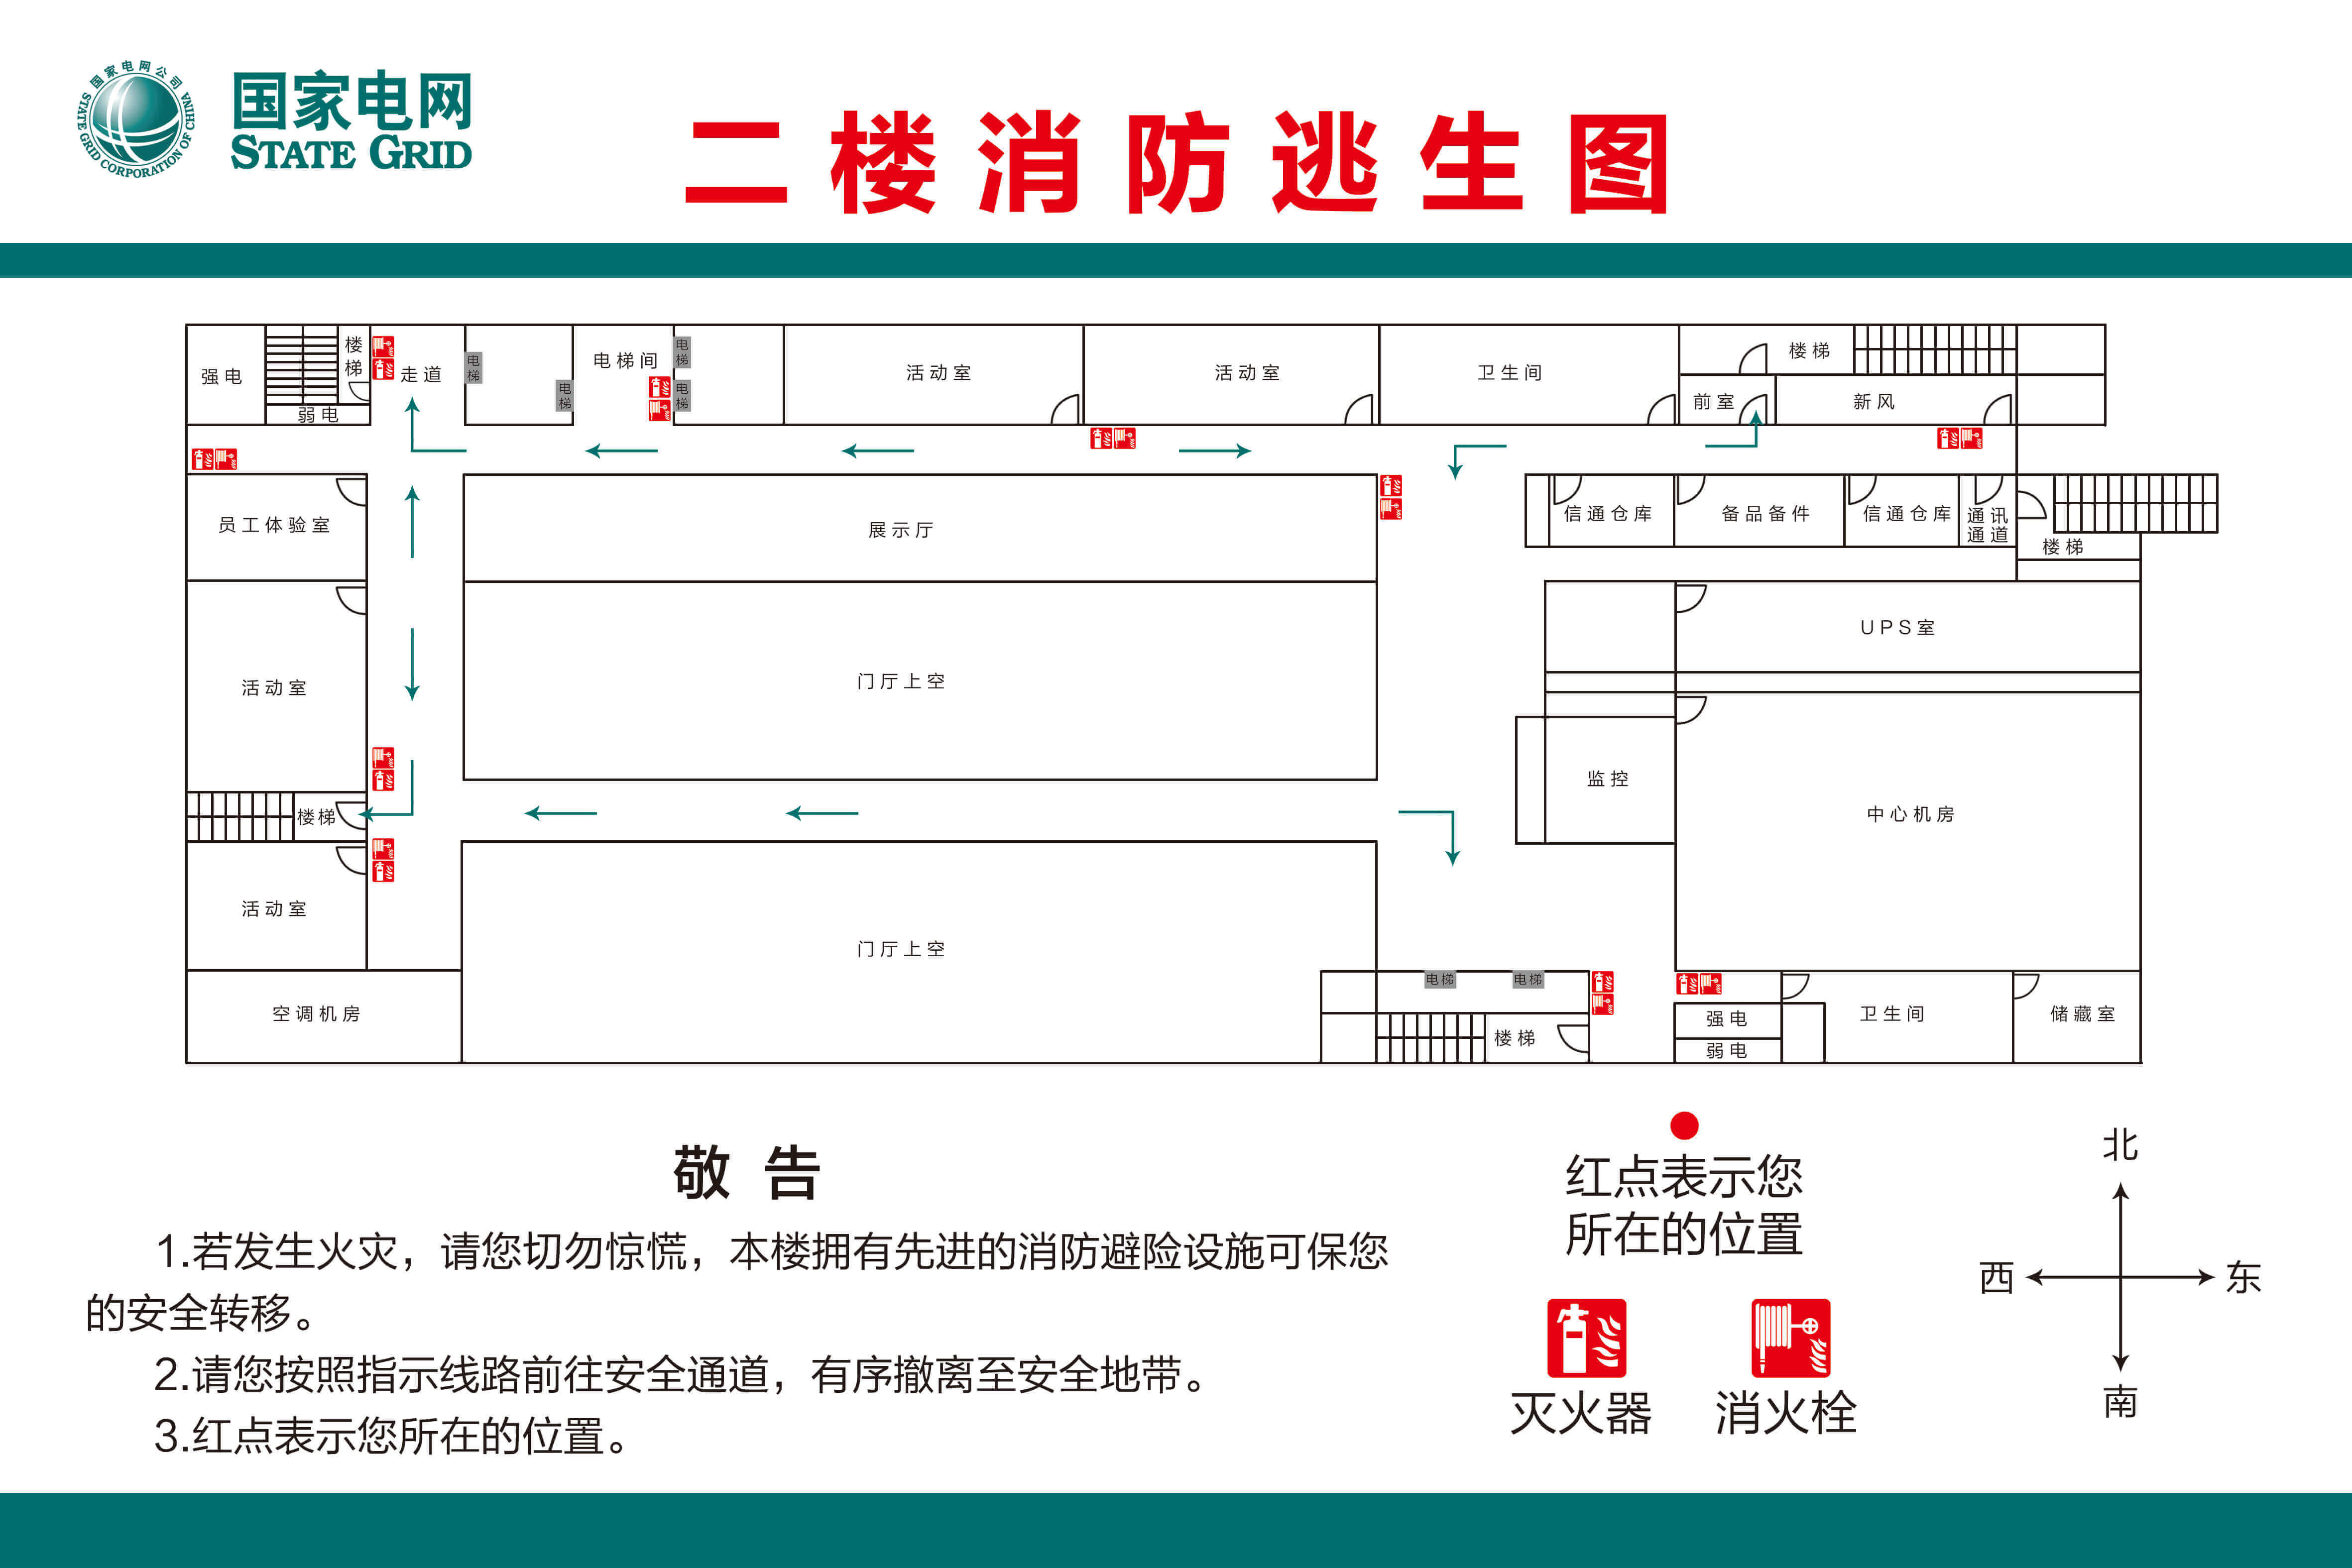 国家电网公司
STATE GRID CORPORATION OF CHINA
国家电网
STATE GRID
二楼消防逃生图
强电
楼梯
弱电
走道
电梯
电梯
电梯间
电梯
电梯
活动室
活动室
卫生间
楼梯
前室
新风
员工体验室
展示厅
信通仓库
备品备件
信通仓库
通讯
通道
楼梯
UPS室
活动室
门厅上空
监控
中心机房
楼梯
活动室
门厅上空
空调机房
电梯
电梯
楼梯
强电
弱电
卫生间
储藏室
敬告
1.若发生火灾，请您切勿惊慌，本楼拥有先进的消防避险设施可保您
的安全转移。
2.请您按照指示线路前往安全通道，有序撤离至安全地带。
3.红点表示您所在的位置。
红点表示您
所在的位置
灭火器
消火栓
北
西
东
南